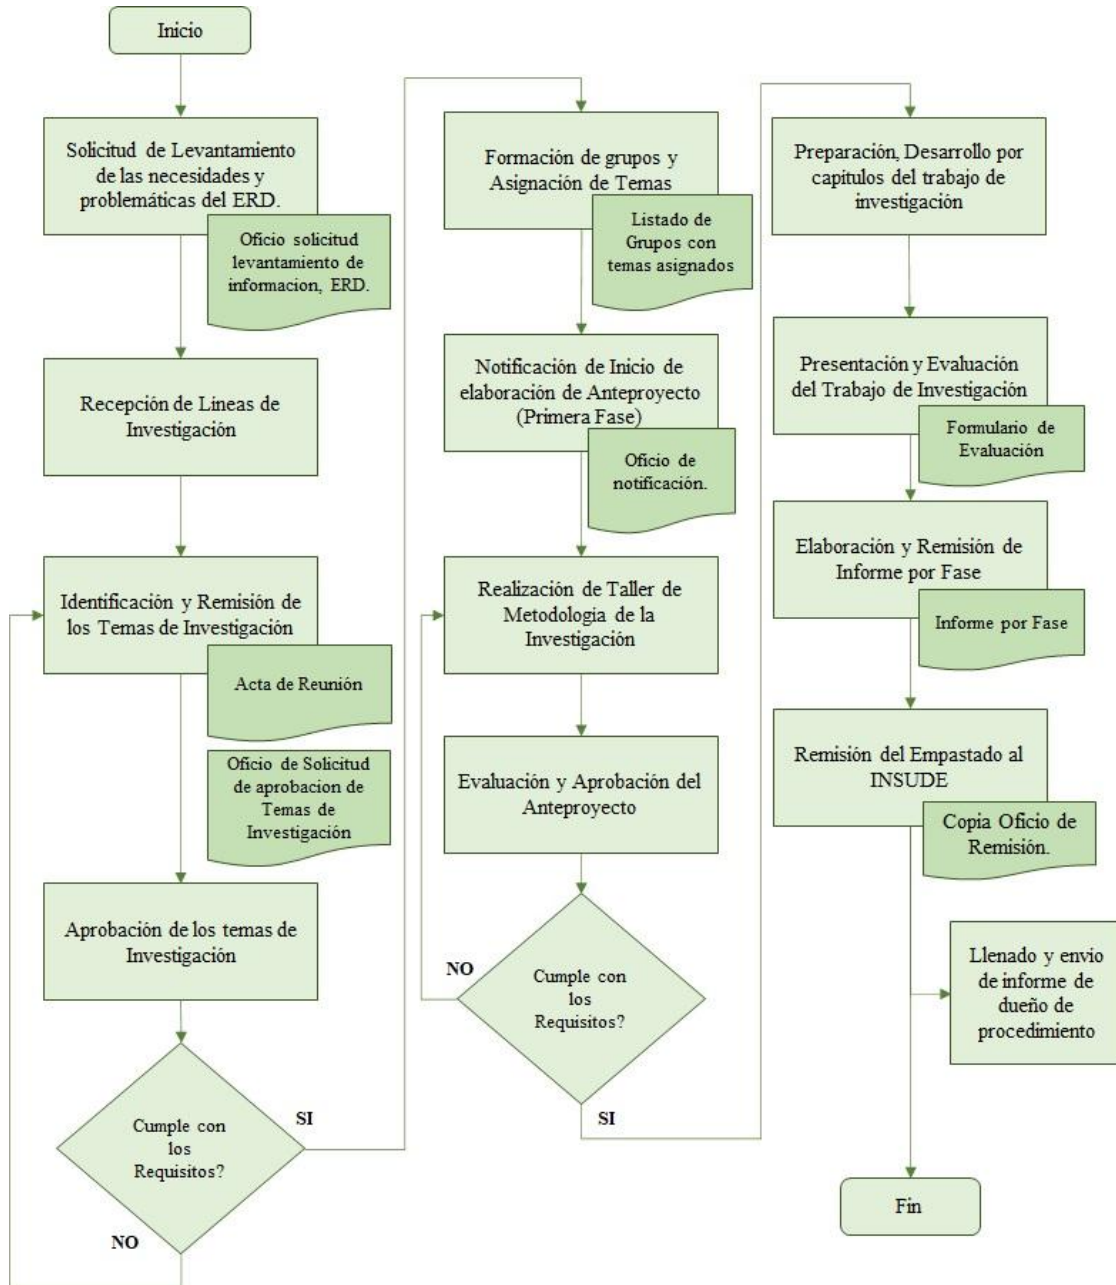 Inicio
Solicitud de Levantamiento
de las necesidades y
problemáticas del ERD.
Oficio solicitud
levantamiento de
informacion, ERD.
Recepción de Lineas de
Investigación
Identificación y Remisión de
los Temas de Investigación
Acta de Reunión
Oficio de Solicitud
de aprobacion de
Temas de
Investigación
Aprobación de los temas de
Investigación
Cumple con
los
Requisitos?
SI
NO
Formación de grupos y
Asignación de Temas
Listado de
Grupos con
temas asignados
Notificación de Inicio de
elaboración de Anteproyecto
(Primera Fase)
Oficio de
notificación.
Realización de Taller de
Metodología de la
Investigación
Evaluación y Aprobación del
Anteproyecto
NO
Cumple con
los
Requisitos?
SI
Preparación, Desarrollo por
capitulos del trabajo de
investigación
Presentación y Evaluación
del Trabajo de Investigación
Formulario de
Evaluación
Elaboración y Remisión de
Informe por Fase
Informe por Fase
Remisión del Empastado al
INSUDE
Copia Oficio de
Remisión.
Llenado y envio
de informe de
dueño de
procedimiento
Fin